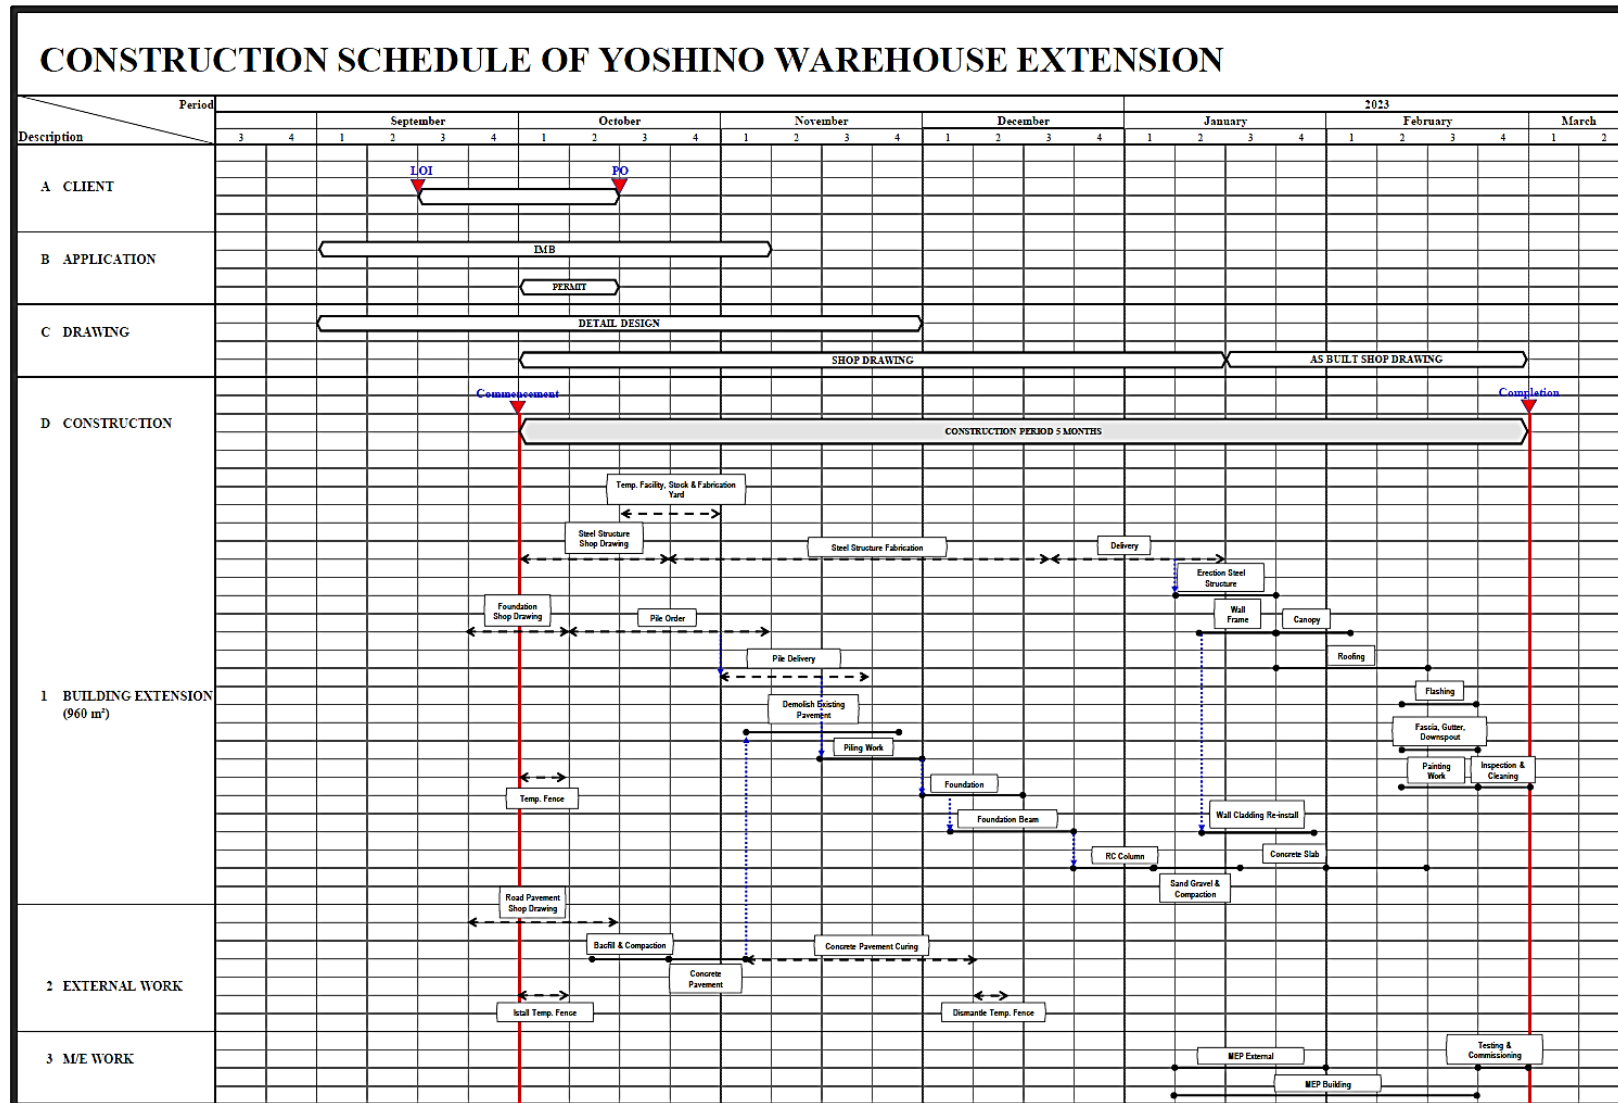 CONSTRUCTION SCHEDULE OF YOSHINO WAREHOUSE EXTENSION
Period
2023
Description
September October November December January February March
3 4 1 2 3 4 1 2 3 4 1 2 3 4 1 2 3 4 1 2 3 4 1 2 3 4 1 2
LOI PO
A CLIENT
IMB
B APPLICATION
PERMIT
DETAIL DESIGN
C DRAWING
SHOP DRAWING AS BUILT SHOP DRAWING
Commencement Completion
D CONSTRUCTION
CONSTRUCTION PERIOD 5 MONTHS
Temp. Facility, Stock & Fabrication
Yard
Steel Structure
Shop Drawing
Steel Structure Fabrication
Delivery
Erection Steel
Structure
Foundation
Shop Drawing
Pile Order
Wall
Frame
Canopy
Pile Delivery
Roofing
1 BUILDING EXTENSION
(960 m²)
Flashing
Demolish Existing
Pavement
Fascia, Gutter,
Downspout
Piling Work
Painting
Work
Inspection &
Cleaning
Foundation
Temp. Fence
Foundation Beam
Wall Cladding Re-install
RC Column
Concrete Slab
Sand Gravel &
Compaction
Road Pavement
Shop Drawing
Bacfill & Compaction
Concrete Pavement Curing
Concrete
Pavement
2 EXTERNAL WORK
Istall Temp. Fence
Dismande Temp. Fence
3 M/E WORK
Testing &
Commissioning
MEP External
MEP Building